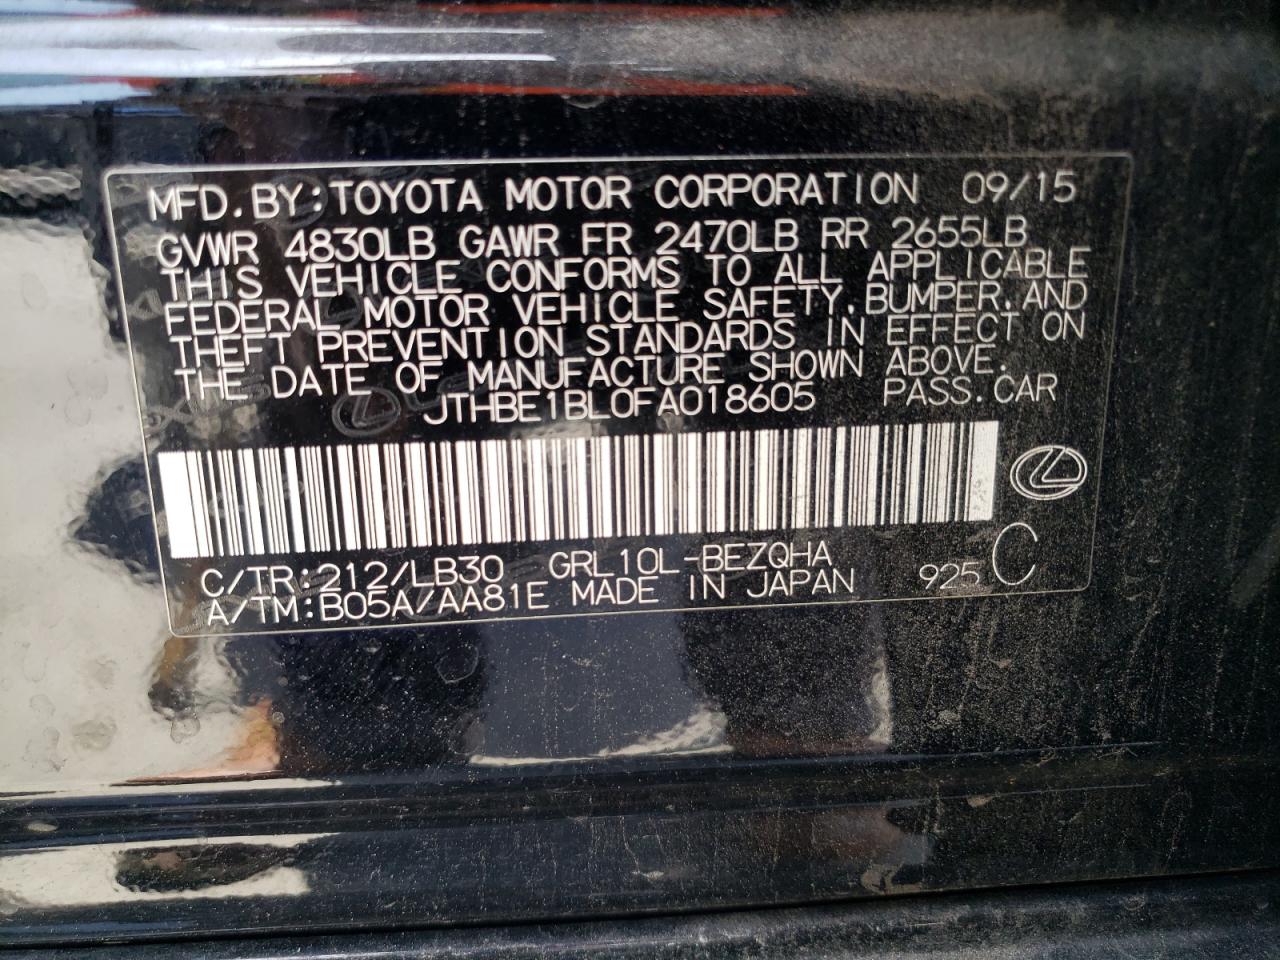 MFD.BY:TOYOTA MOTOR CORPORATION 09/15
GVWR 4830LB GAWR FR 2470LB RR 2655LB
THIS VEHICLE CONFORMS TO ALL APPLICABLE
FEDERAL MOTOR VEHICLE SAFETY,BUMPER,AND
THEFT PREVENTION STANDARDS IN EFFECT ON
THE DATE OF MANUFACTURE SHOWN ABOVE.
JTHBE1BL0FA018605 PASS.CAR
C/TR:212/LB30 GRL10L-BEZQHA
A/TM:B05A/AA81E MADE IN JAPAN 925 C